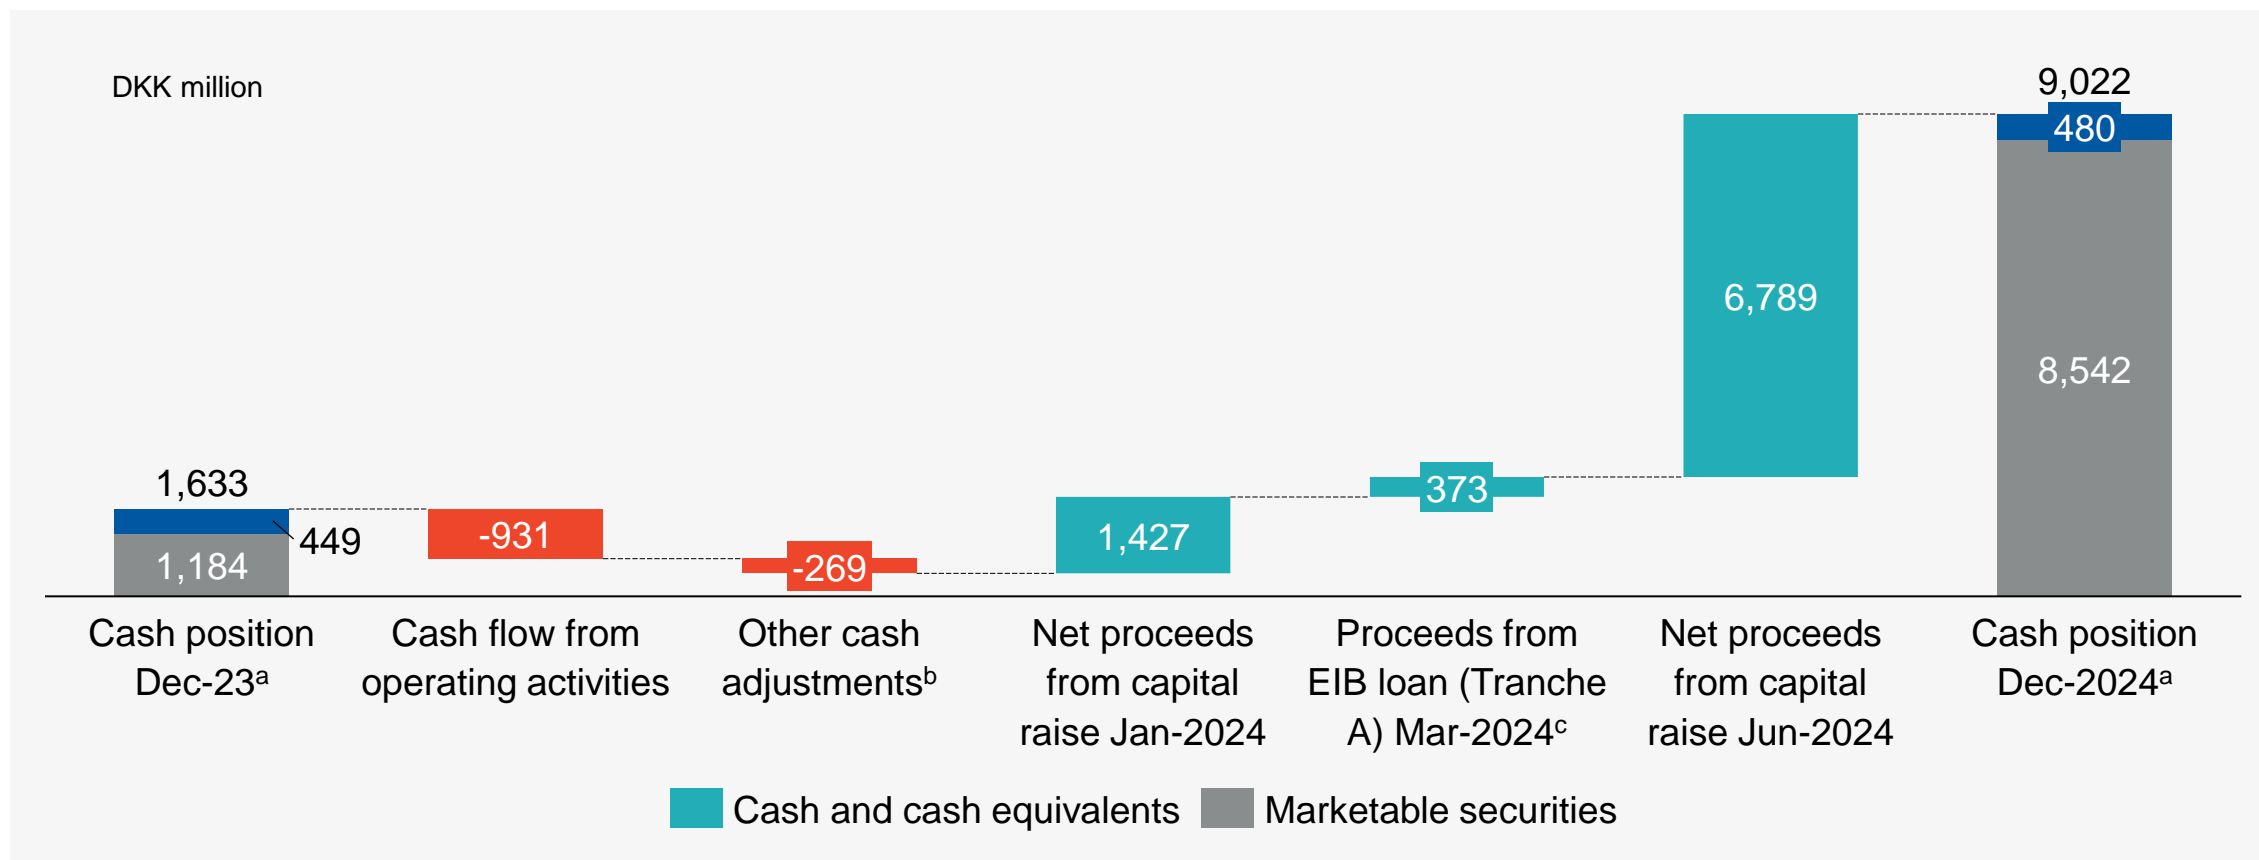 DKK million
1,633
449
1,184
-931
-269
1,427
373
6,789
9,022
480
8,542
Cash position
Dec-23ᵃ
Cash flow from
operating activities
Other cash
adjustmentsᵇ
Net proceeds
from capital
raise Jan-2024
Proceeds from
EIB loan (Tranche
A) Mar-2024ᶜ
Net proceeds
from capital
raise Jun-2024
Cash position
Dec-2024ᵃ
Cash and cash equivalents
Marketable securities